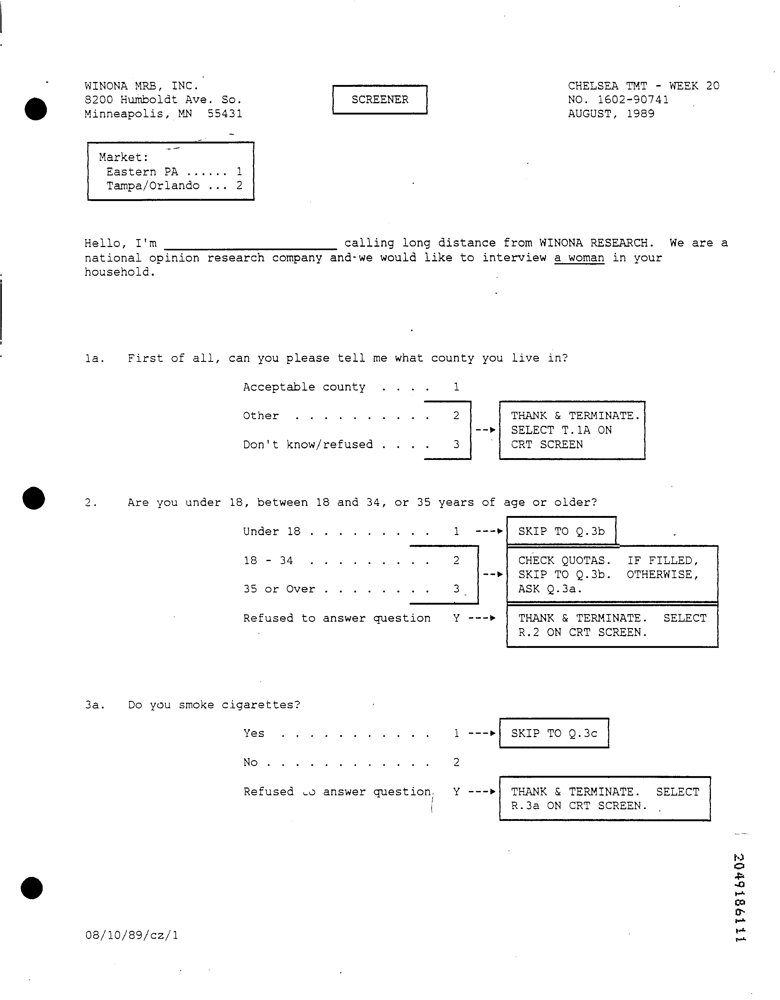 WINONA MRB, INC.
8200 Humboldt Ave. So.
Minneapolis, MN 55431
SCREENER
CHELSEA TMT - WEEK 20
NO. 1602-90741
AUGUST, 1989
Market:
Eastern PA ...... 1
Tampa/Orlando ... 2
Hello, I'm ________________________ calling long distance from WINONA RESEARCH. We are a
national opinion research company and-we would like to interview a woman in your
household.
1a. First of all, can you please tell me what county you live in?
Acceptable county . . . . 1
Other . . . . . . . . . . 2
Don't know/refused . . . . 3
THANK & TERMINATE.
SELECT T.1A ON
CRT SCREEN
2. Are you under 18, between 18 and 34, or 35 years of age or older?
Under 18 . . . . . . . . . 1 ---► SKIP TO Q.3b
18 - 34 . . . . . . . . . 2
35 or Over . . . . . . . . 3
CHECK QUOTAS. IF FILLED,
SKIP TO Q.3b. OTHERWISE,
ASK Q.3a.
Refused to answer question Y ---► THANK & TERMINATE. SELECT
R.2 ON CRT SCREEN.
3a. Do you smoke cigarettes?
Yes . . . . . . . . . . . 1 ---► SKIP TO Q.3c
No . . . . . . . . . . . . 2
Refused to answer question Y ---► THANK & TERMINATE. SELECT
R.3a ON CRT SCREEN.
2049186111
08/10/89/cz/1